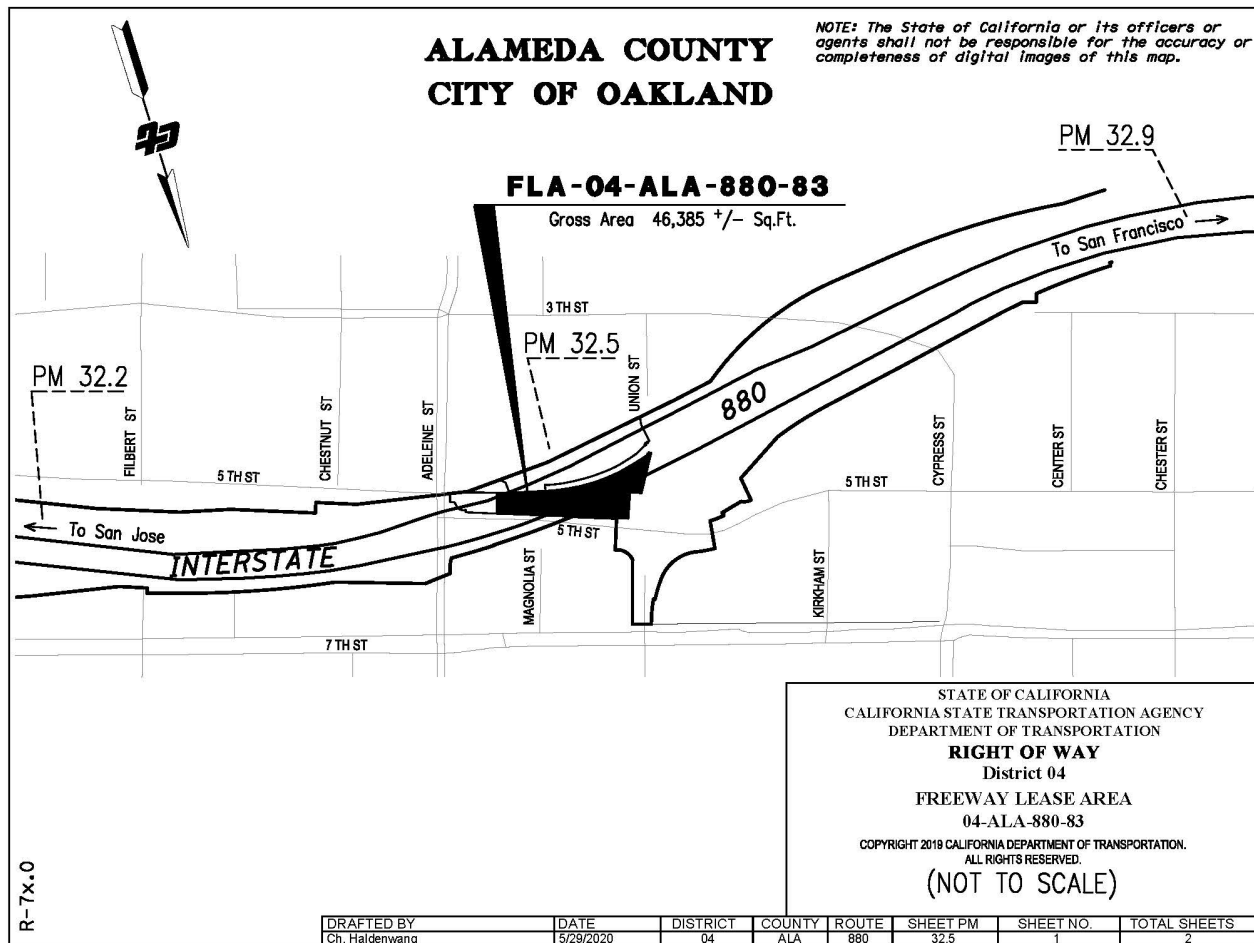 ALAMEDA COUNTY
CITY OF OAKLAND
NOTE: The State of California or its officers or
agents shall not be responsible for the accuracy or
completeness of digital images of this map.
PM 32.9
FLA-04-ALA-880-83
Gross Area 46,385 +/- Sq.Ft.
To San Francisco
3 TH ST
PM 32.5
PM 32.2
UNION ST
880
FILBERT ST
CHESTNUT ST
ADELEINE ST
CYPRESS ST
CENTER ST
CHESTER ST
5 TH ST
5 TH ST
To San Jose
5 TH ST
INTERSTATE
MAGNOLIA ST
KIRKHAM ST
7 TH ST
STATE OF CALIFORNIA
CALIFORNIA STATE TRANSPORTATION AGENCY
DEPARTMENT OF TRANSPORTATION
RIGHT OF WAY
District 04
FREEWAY LEASE AREA
04-ALA-880-83
COPYRIGHT 2019 CALIFORNIA DEPARTMENT OF TRANSPORTATION.
ALL RIGHTS RESERVED.
(NOT TO SCALE)
R-7x.0
DRAFTED BY DATE DISTRICT COUNTY ROUTE SHEET PM SHEET NO. TOTAL SHEETS
Ch. Haldenwang 5/29/2020 04 ALA 880 32.5 1 2